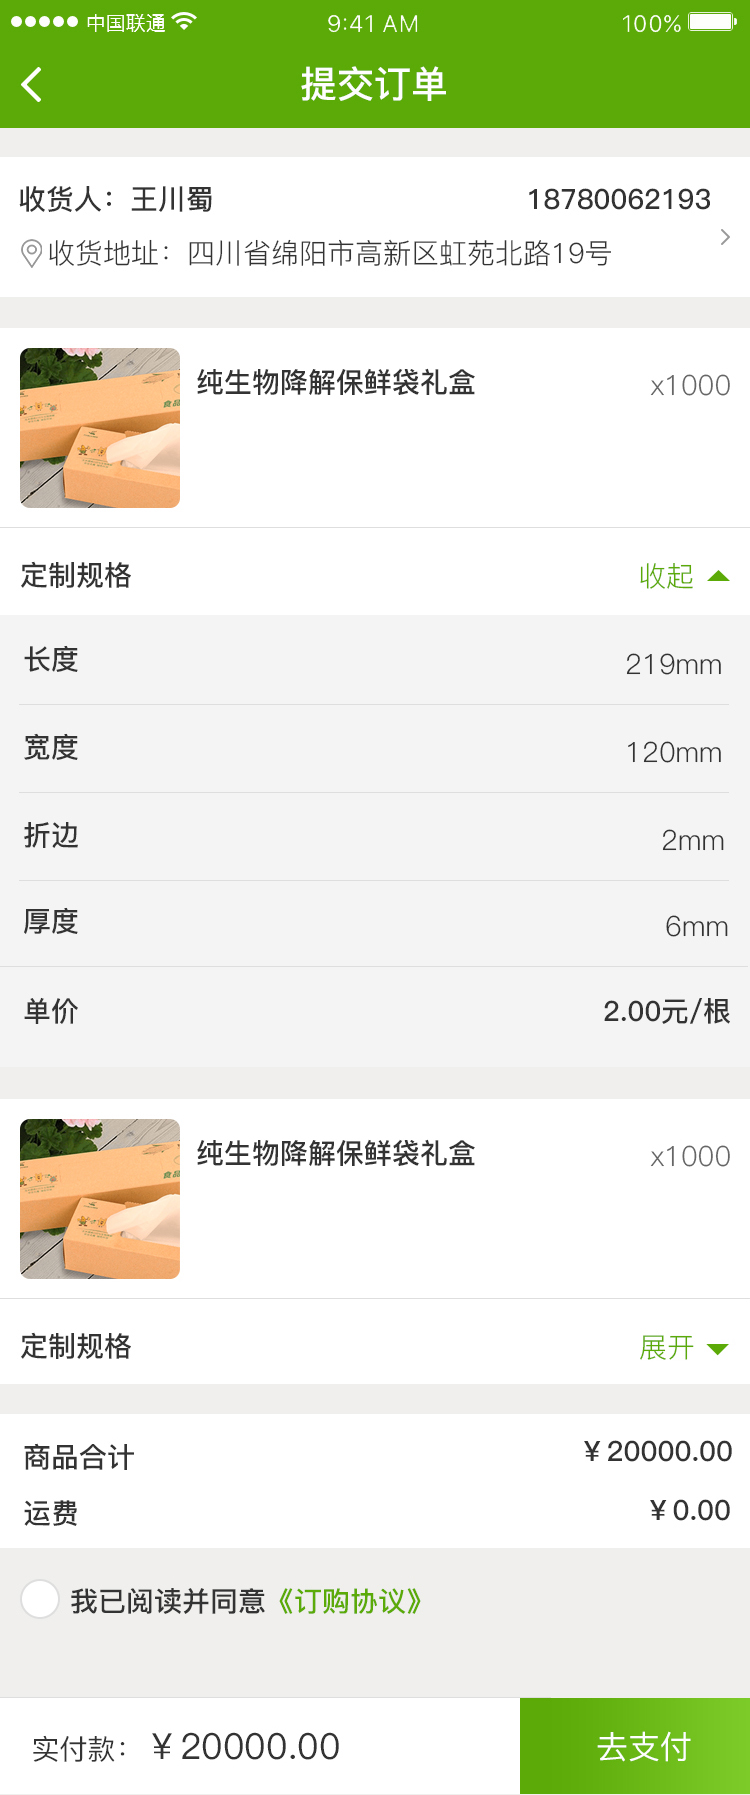 中国联通 9:41 AM 100%
提交订单
收货人：王川蜀 18780062193
收货地址：四川省绵阳市高新区虹苑北路19号
纯生物降解保鲜袋礼盒 x1000
食品
定制规格 收起
长度 219mm
宽度 120mm
折边 2mm
厚度 6mm
单价 2.00元/根
纯生物降解保鲜袋礼盒 x1000
食品
定制规格 展开
商品合计 ¥20000.00
运费 ¥0.00
我已阅读并同意《订购协议》
实付款：¥20000.00 去支付